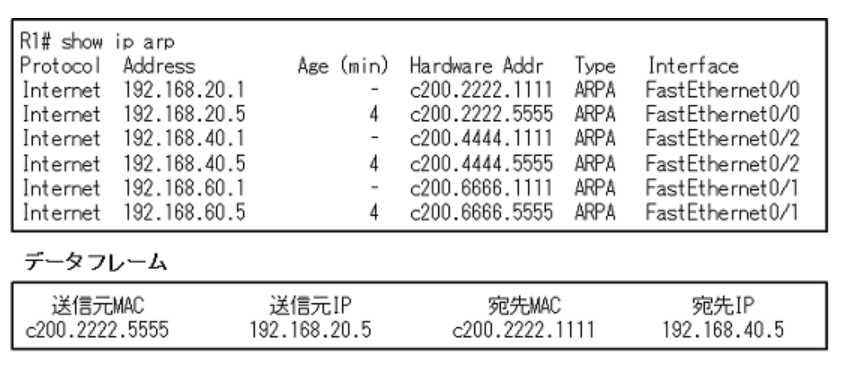 R1# show ip arp
Protocol Address Age (min) Hardware Addr Type Interface
Internet 192.168.20.1 - c200.2222.1111 ARPA FastEthernet0/0
Internet 192.168.20.5 4 c200.2222.5555 ARPA FastEthernet0/0
Internet 192.168.40.1 - c200.4444.1111 ARPA FastEthernet0/2
Internet 192.168.40.5 4 c200.4444.5555 ARPA FastEthernet0/2
Internet 192.168.60.1 - c200.6666.1111 ARPA FastEthernet0/1
Internet 192.168.60.5 4 c200.6666.5555 ARPA FastEthernet0/1
データフレーム
送信元MAC 送信元IP 宛先MAC 宛先IP
c200.2222.5555 192.168.20.5 c200.2222.1111 192.168.40.5